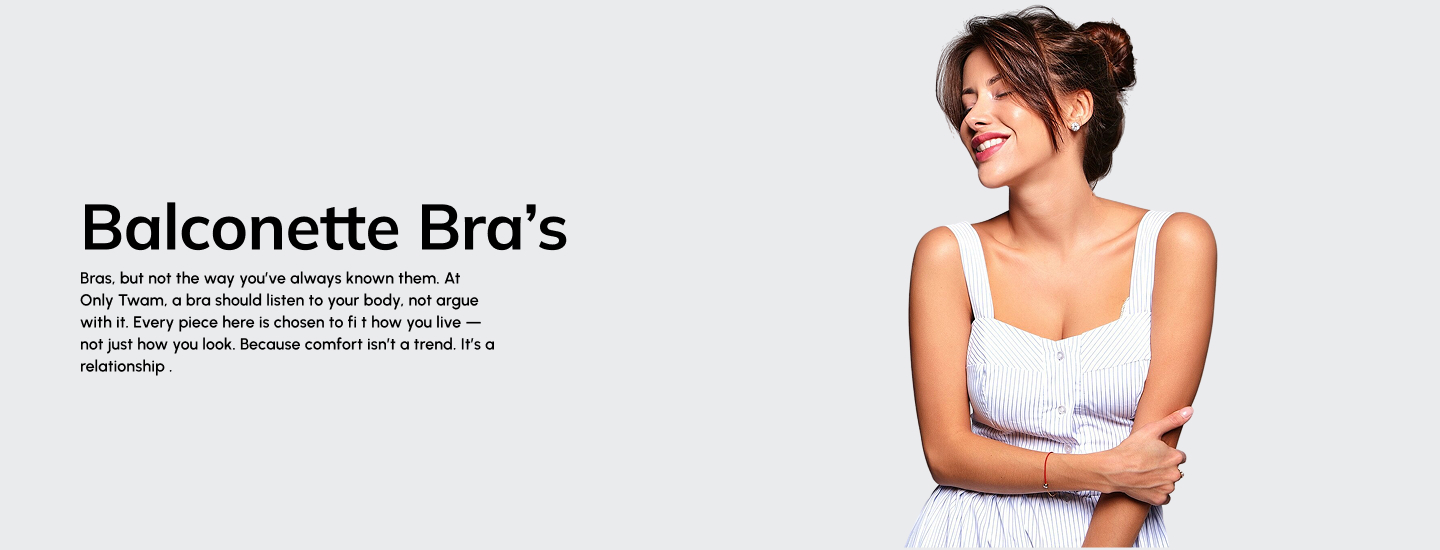 Balconette Bra’s
Bras, but not the way you’ve always known them. At
Only Twam, a bra should listen to your body, not argue
with it. Every piece here is chosen to fi t how you live —
not just how you look. Because comfort isn’t a trend. It’s a
relationship .